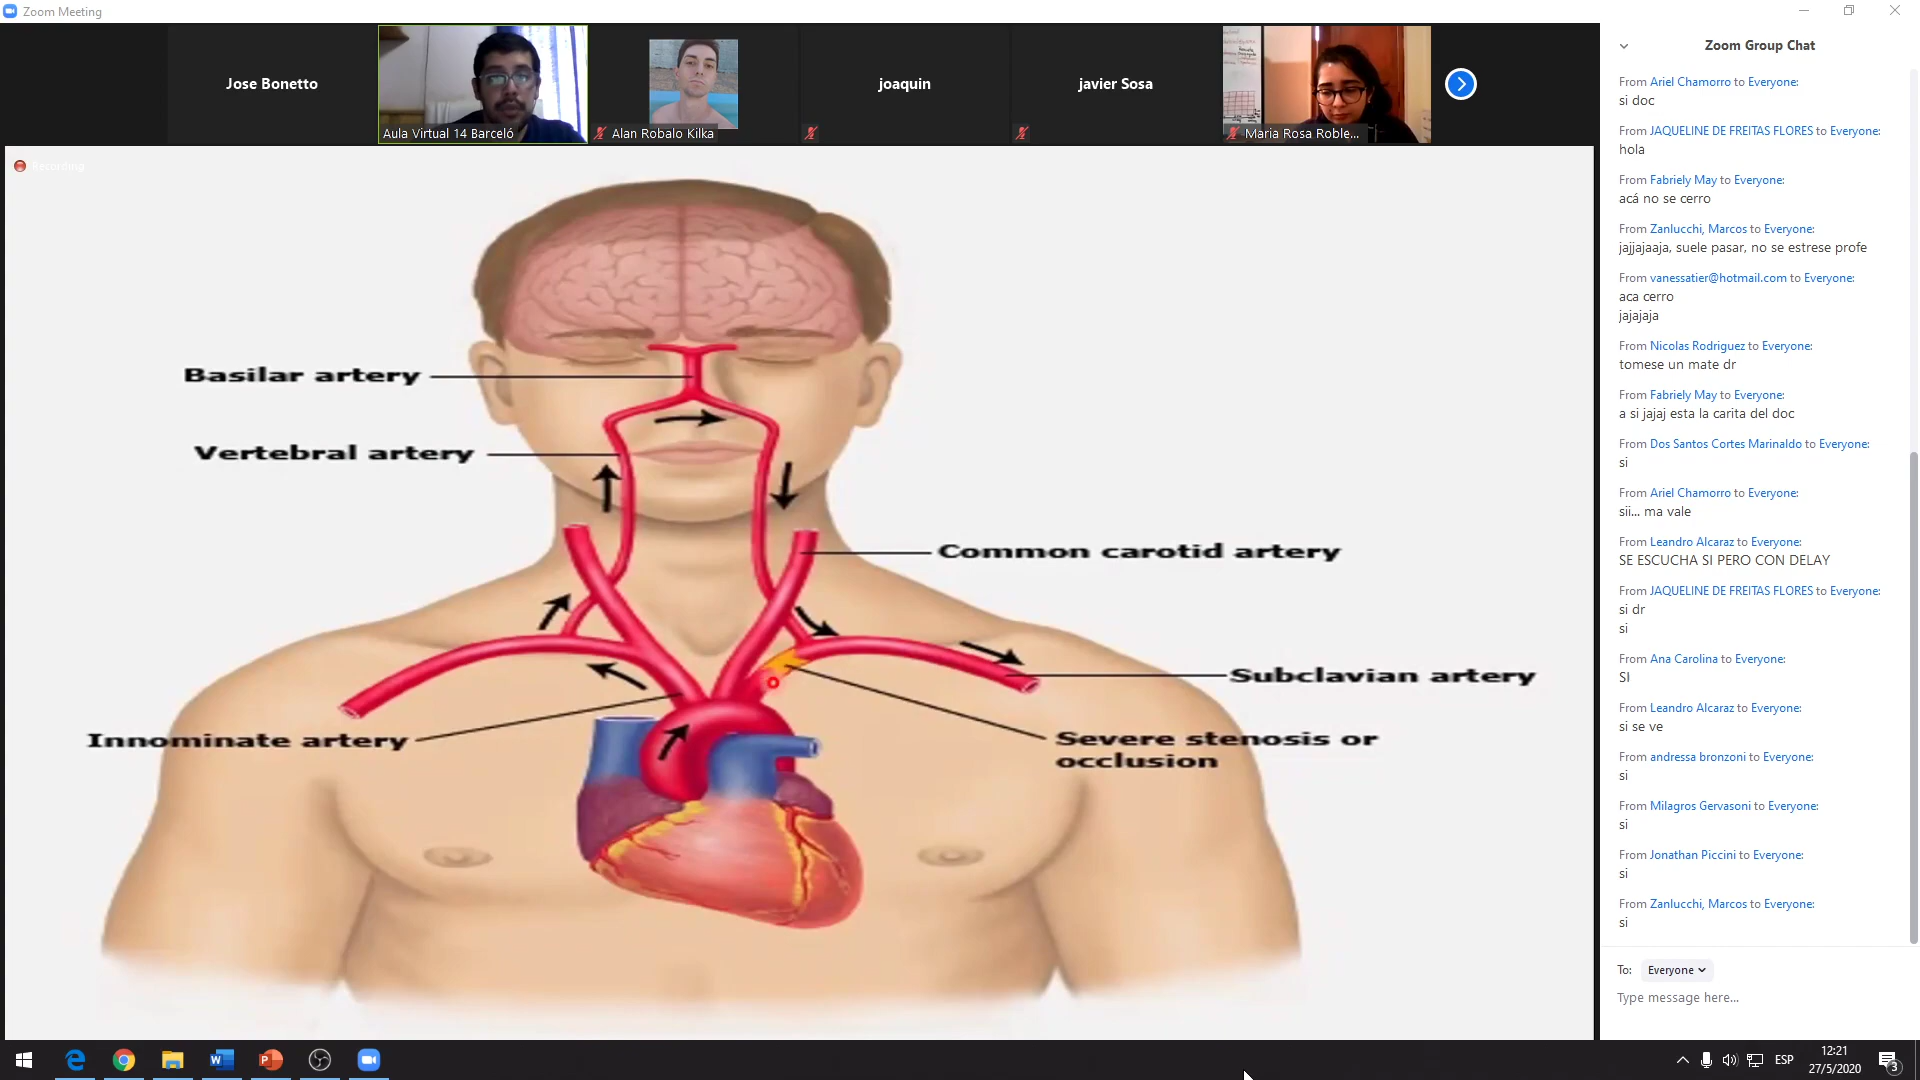 Zoom Meeting
Jose Bonetto
Aula Virtual 14 Barceló
Alan Robalo Kilka
joaquin
javier Sosa
Maria Rosa Roble...
Recording
Basilar artery
Vertebral artery
Common carotid artery
Subclavian artery
Innominate artery
Severe stenosis or
occlusion
Zoom Group Chat
From Ariel Chamorro to Everyone:
si doc
From JAQUELINE DE FREITAS FLORES to Everyone:
hola
From Fabriely May to Everyone:
acá no se cerro
From Zanlucchi, Marcos to Everyone:
jajjajaaja, suele pasar, no se estrese profe
From vanessatier@hotmail.com to Everyone:
aca cerro
jajajaja
From Nicolas Rodriguez to Everyone:
tomese un mate dr
From Fabriely May to Everyone:
a si jajaj esta la carita del doc
From Dos Santos Cortes Marinaldo to Everyone:
si
From Ariel Chamorro to Everyone:
sii... ma vale
From Leandro Alcaraz to Everyone:
SE ESCUCHA SI PERO CON DELAY
From JAQUELINE DE FREITAS FLORES to Everyone:
si dr
si
From Ana Carolina to Everyone:
SI
From Leandro Alcaraz to Everyone:
si se ve
From andressa bronzoni to Everyone:
si
From Milagros Gervasoni to Everyone:
si
From Jonathan Piccini to Everyone:
si
From Zanlucchi, Marcos to Everyone:
si
To: Everyone
Type message here...
ESP
12:21
27/5/2020
3